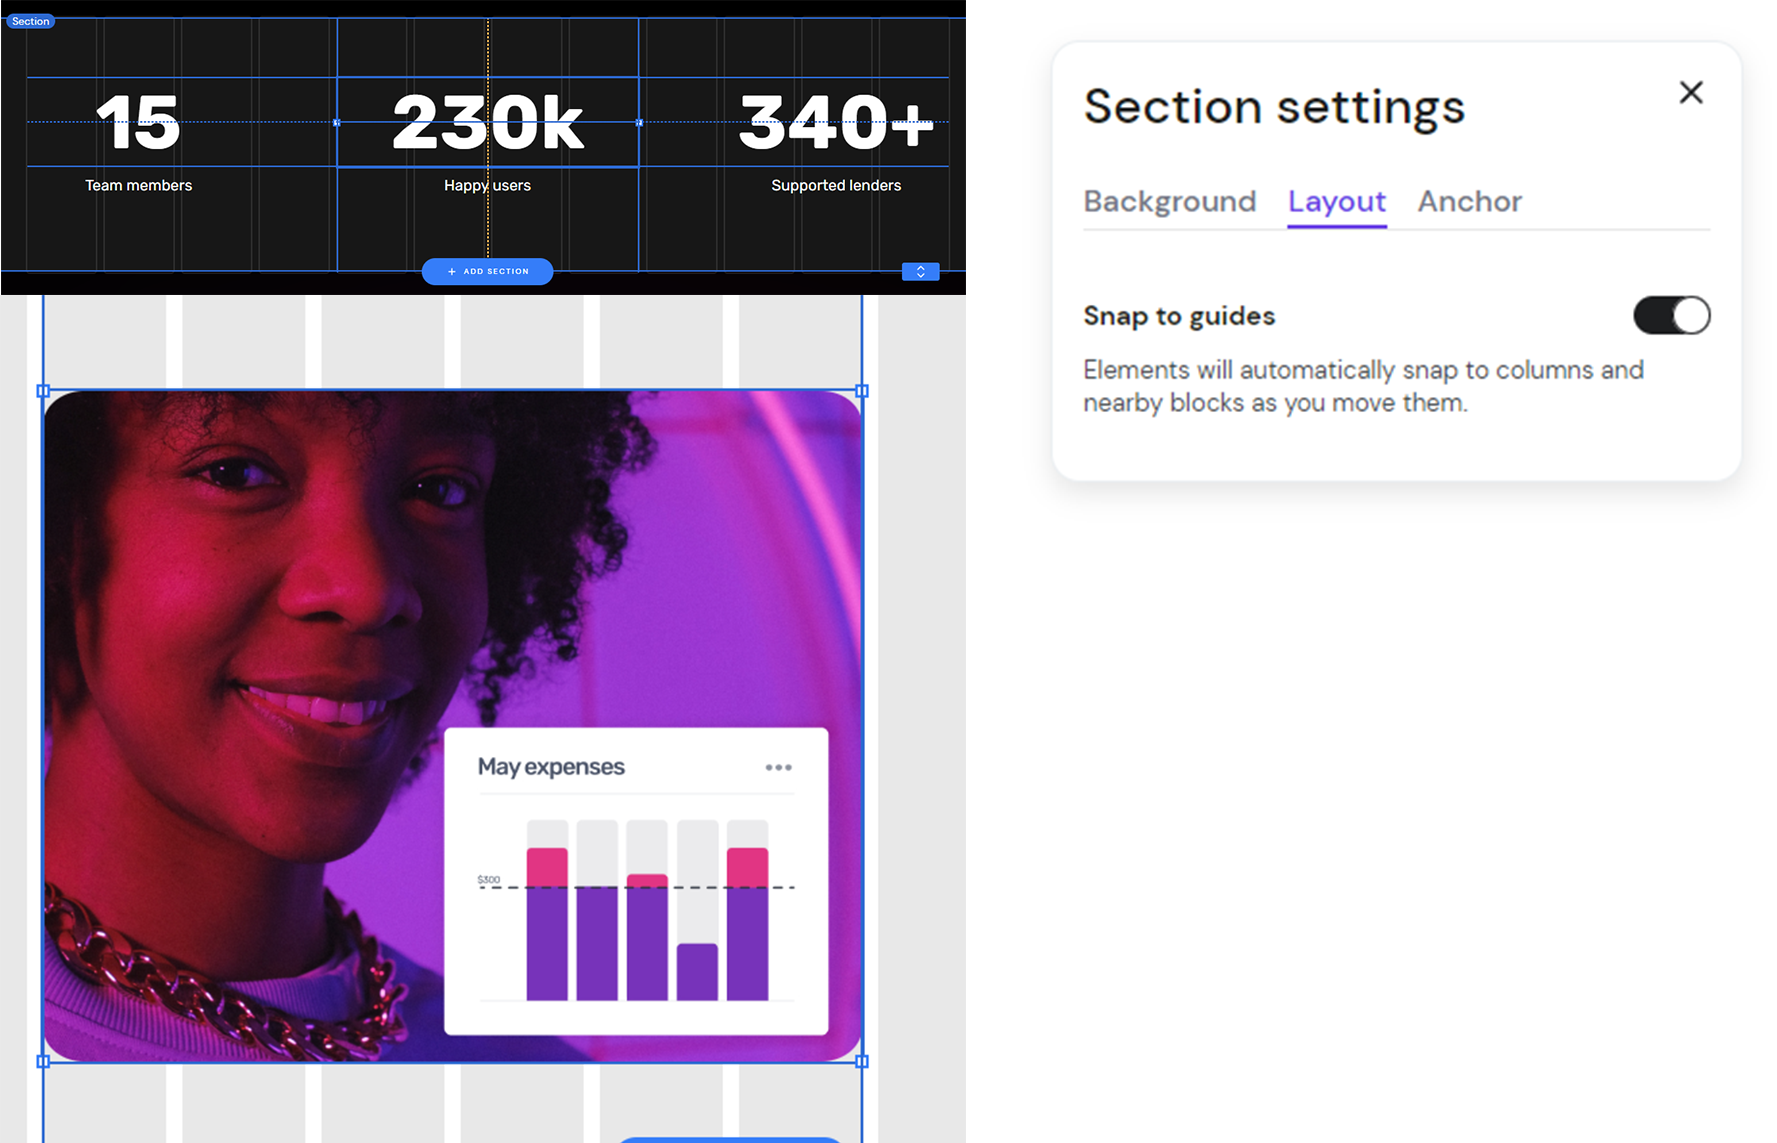 Section
15
230k
340+
Team members
Happy users
Supported lenders
+ ADD SECTION
May expenses
$300
Section settings
Background
Layout
Anchor
Snap to guides
Elements will automatically snap to columns and
nearby blocks as you move them.